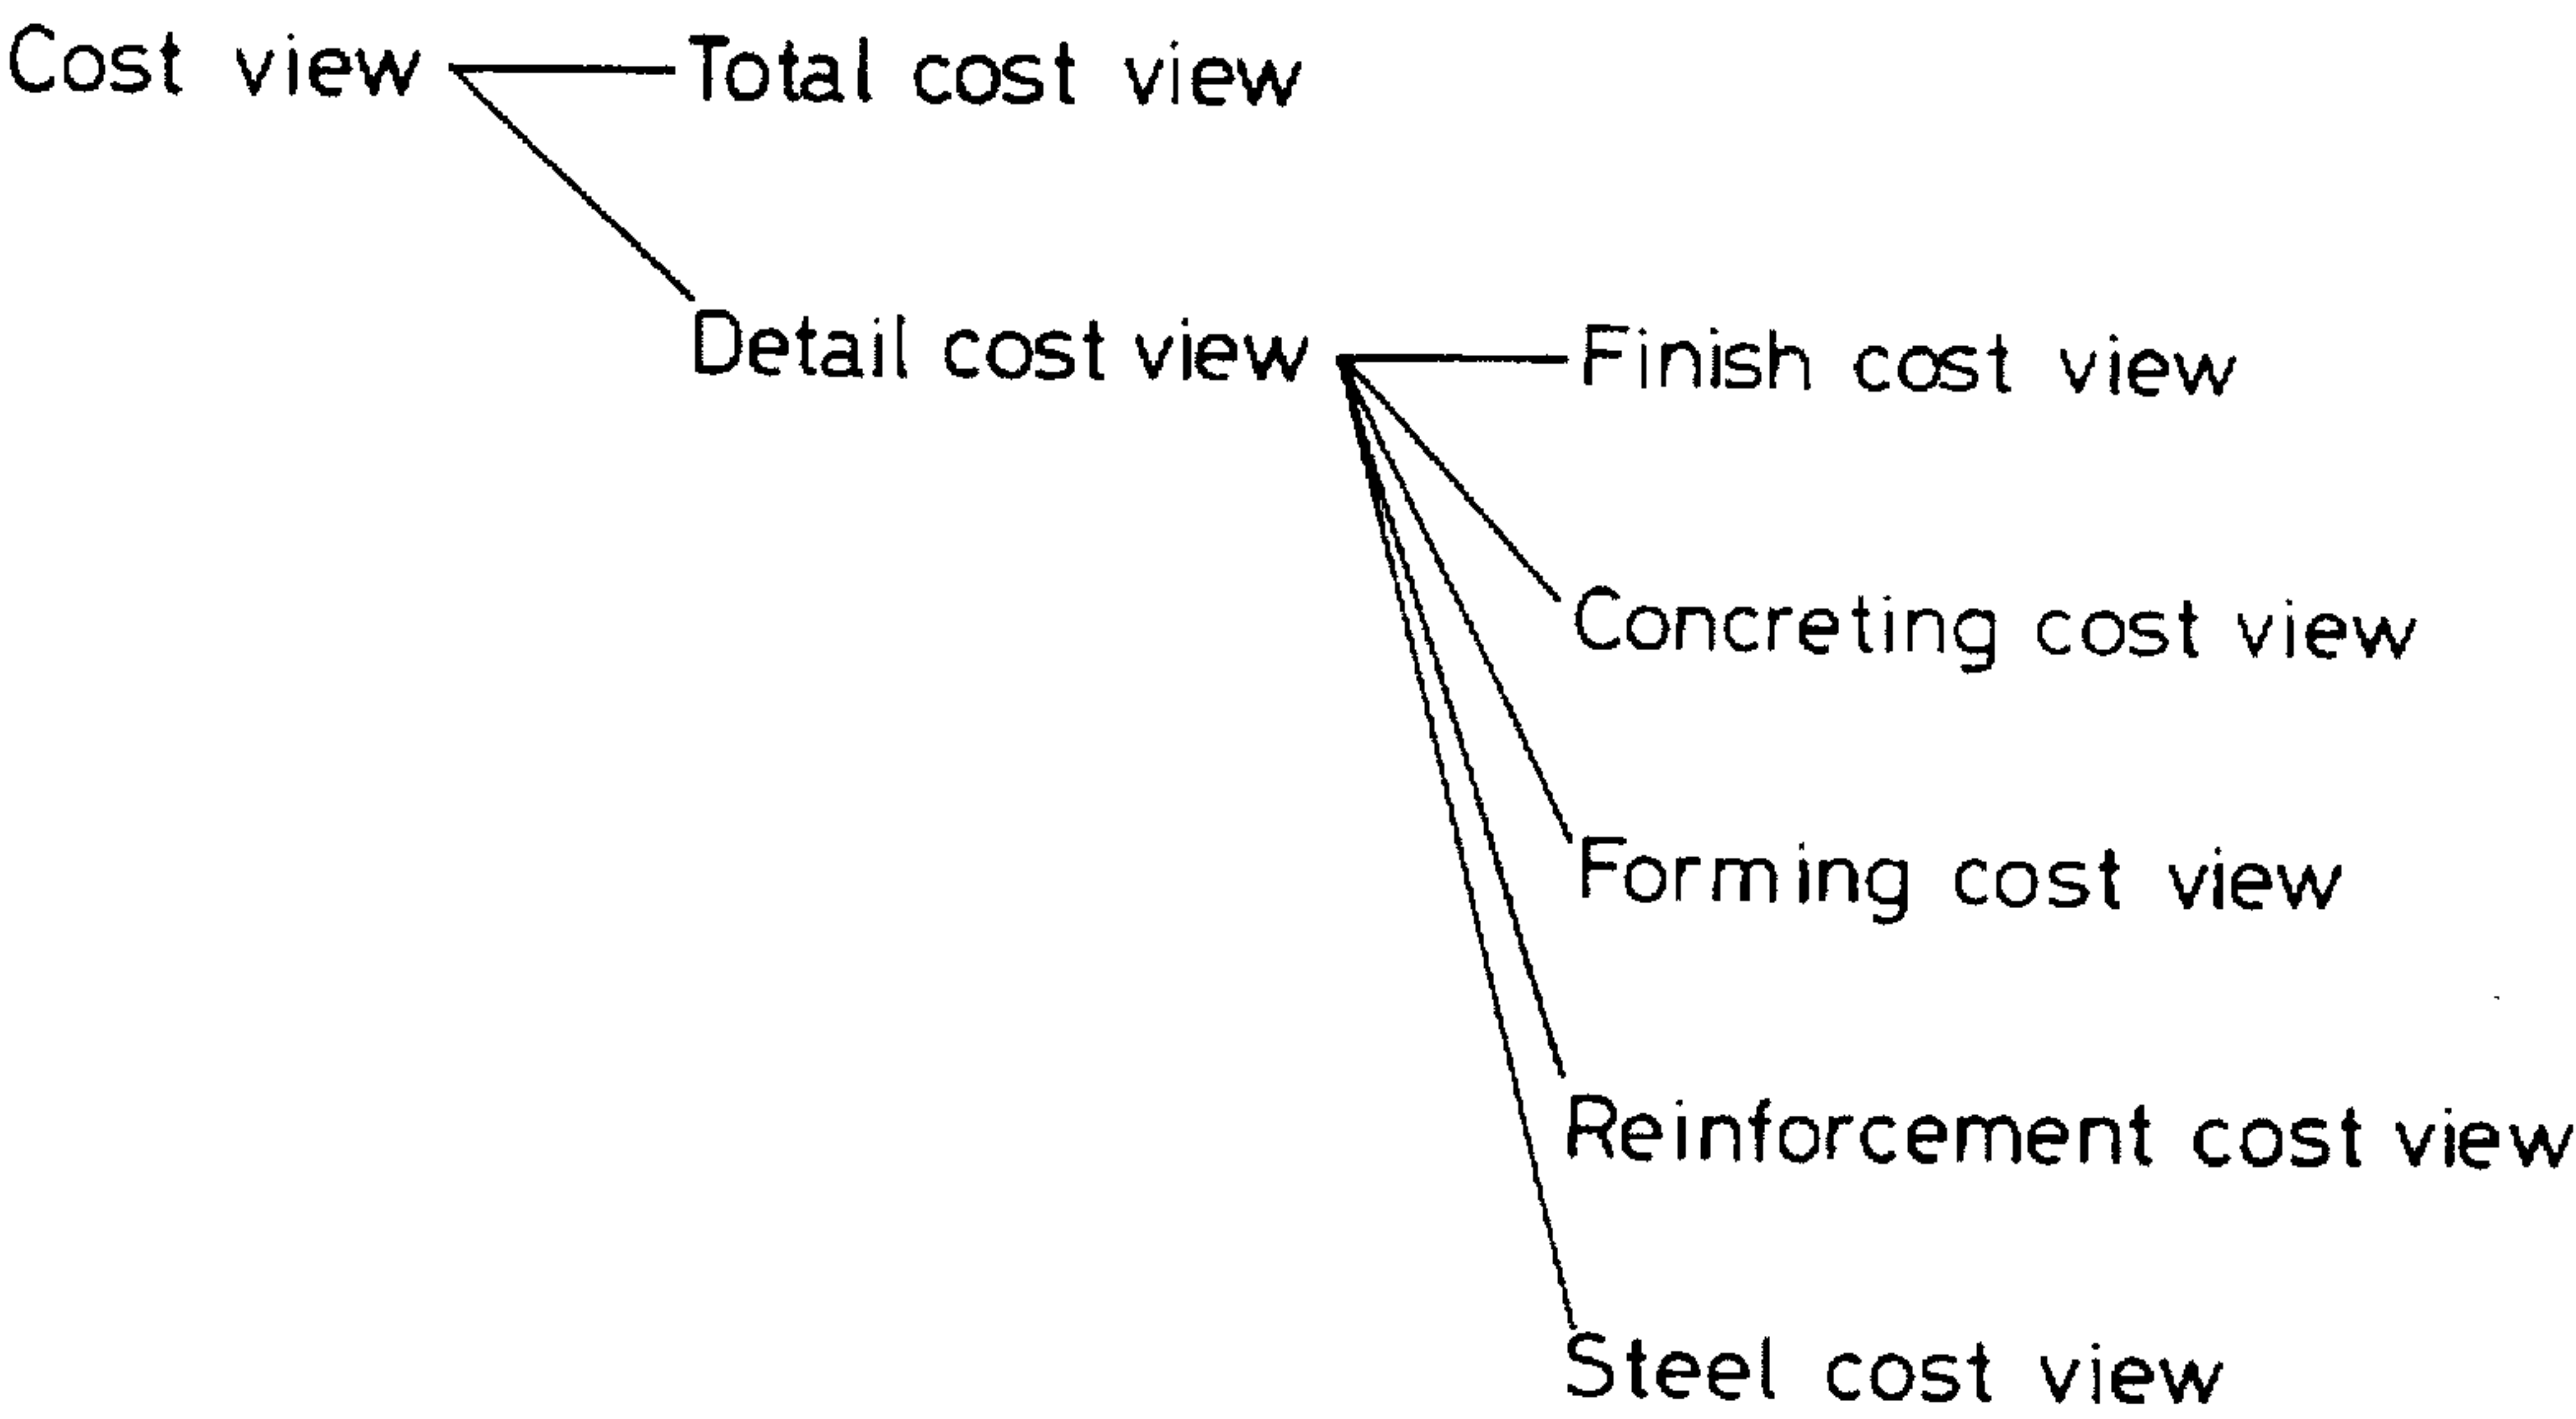 Cost view
Total cost view
Detail cost view
Finish cost view
Concreting cost view
Forming cost view
Reinforcement cost view
Steel cost view